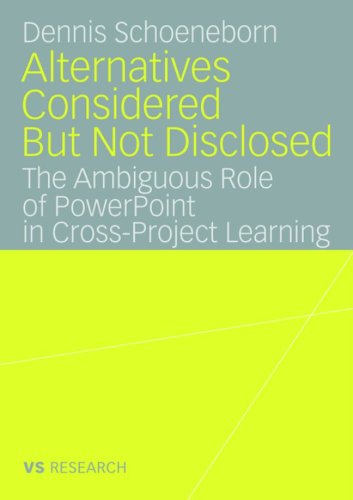 Dennis Schoeneborn
Alternatives
Considered
But Not Disclosed
The Ambiguous Role
of PowerPoint
in Cross-Project Learning
VS RESEARCH